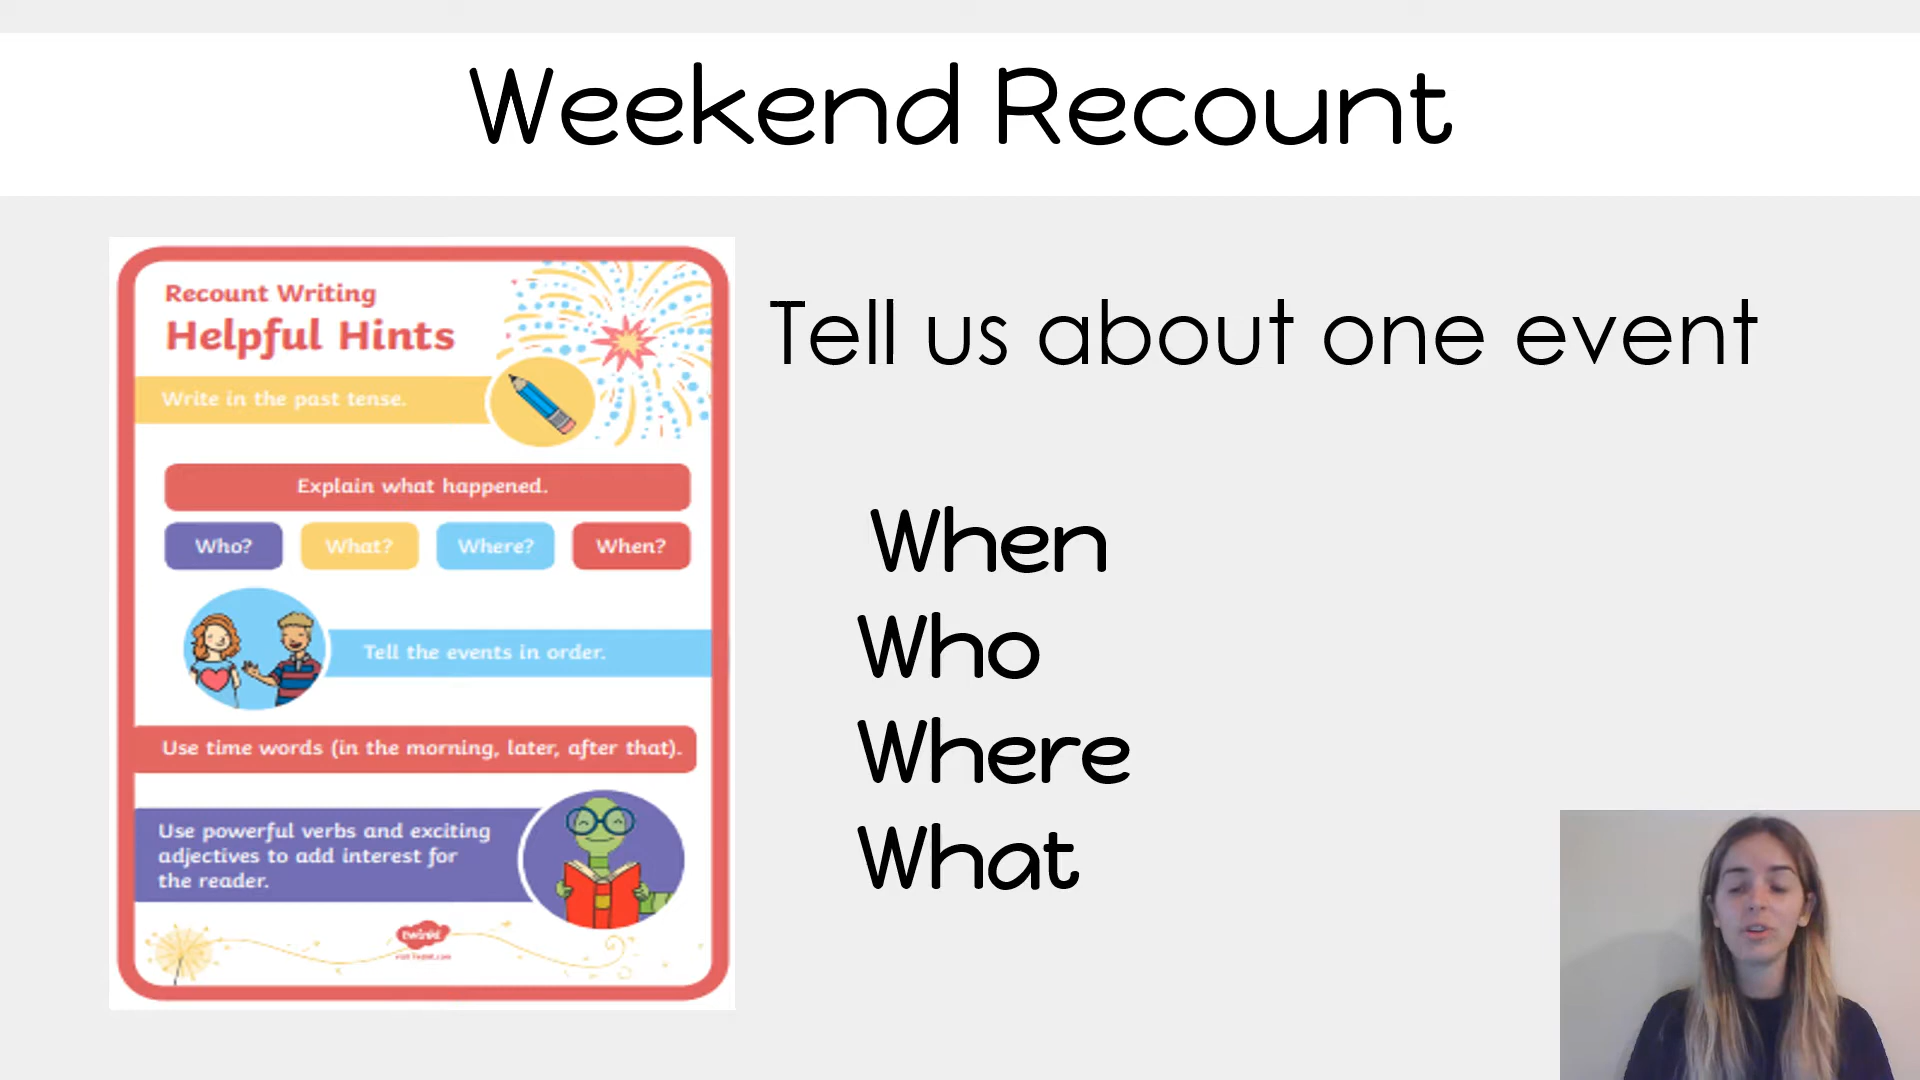 Weekend Recount
Recount Writing
Helpful Hints
Write in the past tense.
Explain what happened.
Who? What? Where? When?
Tell the events in order.
Use time words (in the morning, later, after that).
Use powerful verbs and exciting
adjectives to add interest for
the reader.
twinkl
Tell us about one event
When
Who
Where
What